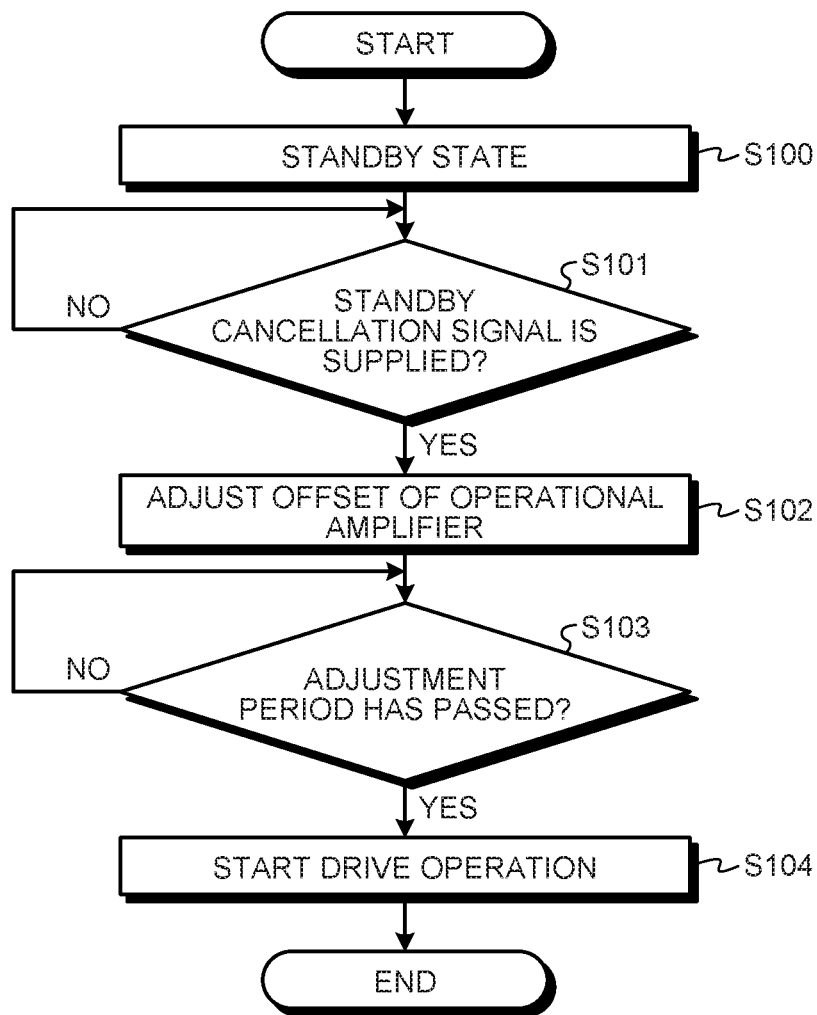 START
STANDBY STATE
S100
S101
STANDBY
CANCELLATION SIGNAL IS
SUPPLIED?
NO
YES
ADJUST OFFSET OF OPERATIONAL
AMPLIFIER
S102
S103
ADJUSTMENT
PERIOD HAS PASSED?
NO
YES
START DRIVE OPERATION
S104
END